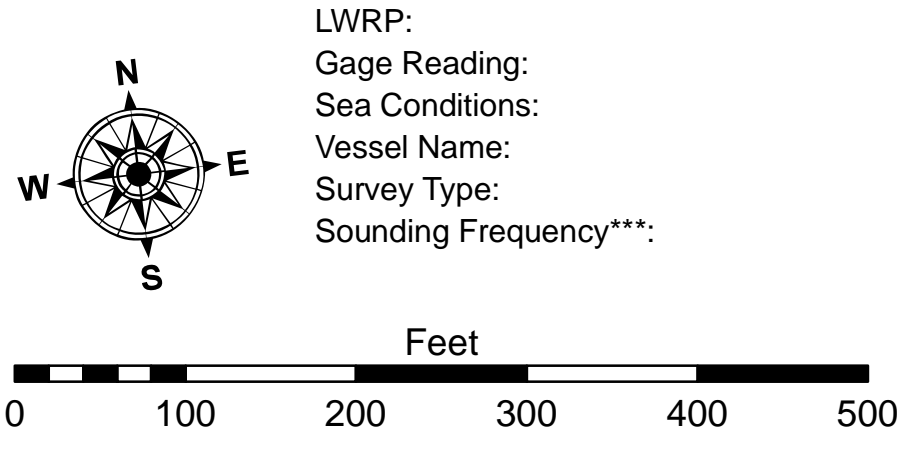 LWRP:
Gage Reading:
Sea Conditions:
Vessel Name:
Survey Type:
Sounding Frequency***:
N
W E
S
Feet
0 100 200 300 400 500